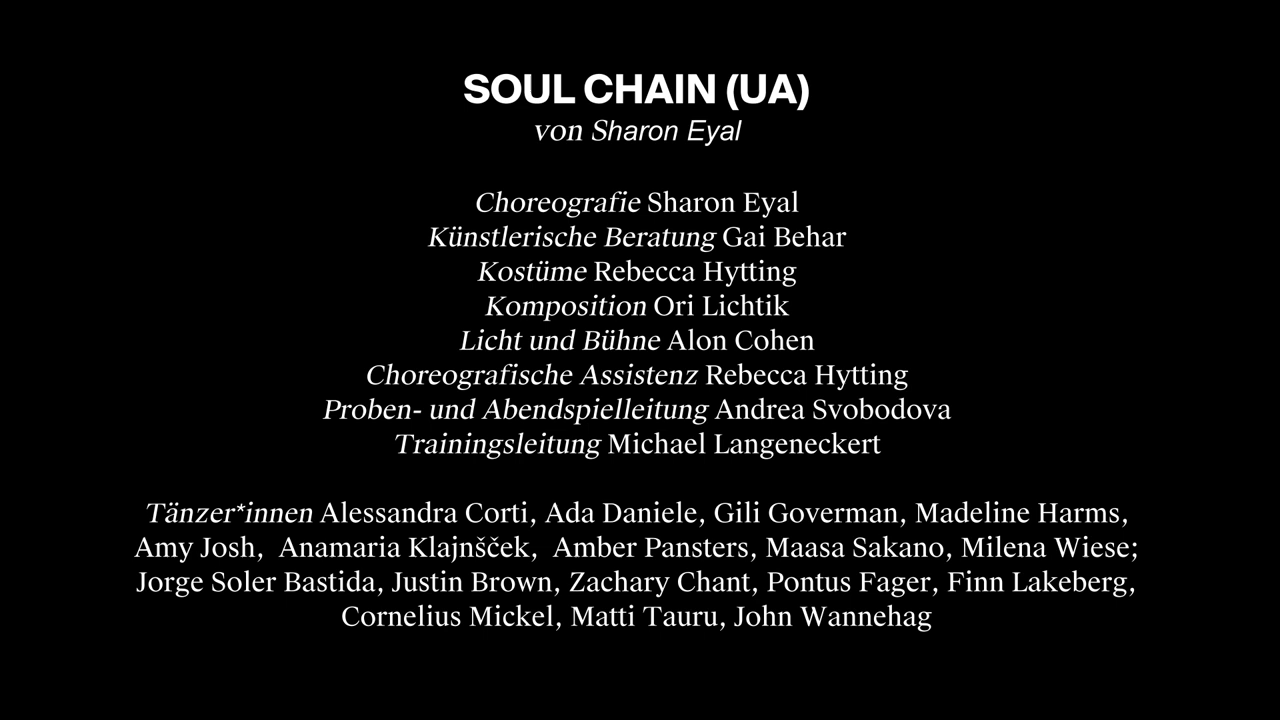 SOUL CHAIN (UA)
von Sharon Eyal
Choreografie Sharon Eyal
Künstlerische Beratung Gai Behar
Kostüme Rebecca Hytting
Komposition Ori Lichtik
Licht und Bühne Alon Cohen
Choreografische Assistenz Rebecca Hytting
Proben- und Abendspielleitung Andrea Svobodova
Trainingsleitung Michael Langeneckert
Tänzer*innen Alessandra Corti, Ada Daniele, Gili Goverman, Madeline Harms,
Amy Josh, Anamaria Klajnšček, Amber Pansters, Maasa Sakano, Milena Wiese;
Jorge Soler Bastida, Justin Brown, Zachary Chant, Pontus Fager, Finn Lakeberg,
Cornelius Mickel, Matti Tauru, John Wannehag